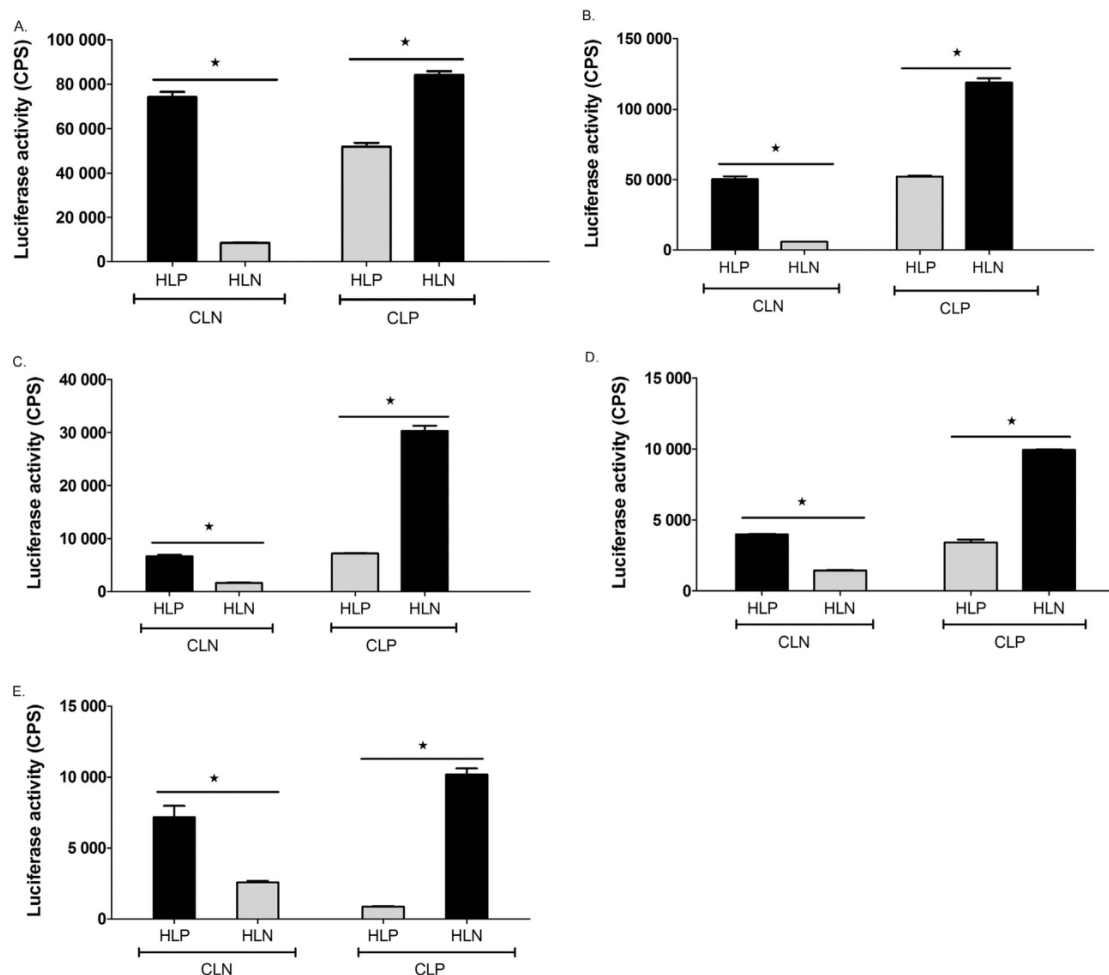 A.
Luciferase activity (CPS)
100 000
80 000
60 000
40 000
20 000
0
HLP HLN HLP HLN
CLN CLP
B.
Luciferase activity (CPS)
150 000
100 000
50 000
0
HLP HLN HLP HLN
CLN CLP
C.
Luciferase activity (CPS)
40 000
30 000
20 000
10 000
0
HLP HLN HLP HLN
CLN CLP
D.
Luciferase activity (CPS)
15 000
10 000
5 000
0
HLP HLN HLP HLN
CLN CLP
E.
Luciferase activity (CPS)
15 000
10 000
5 000
0
HLP HLN HLP HLN
CLN CLP